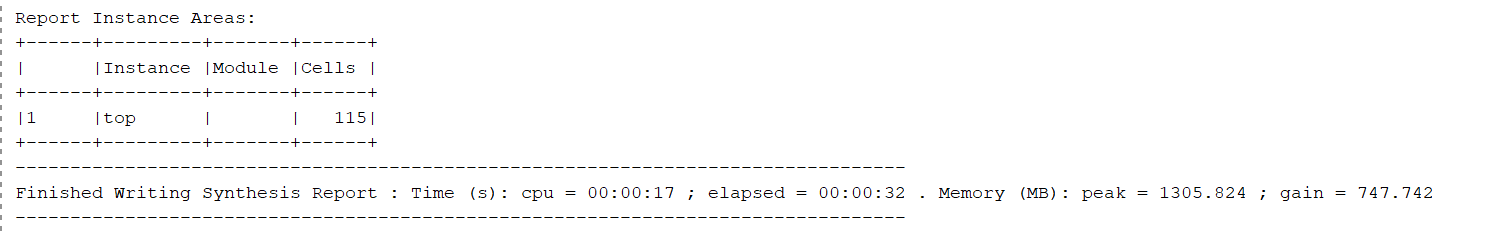 Report Instance Areas:
+------+---------+-------+------+
|      |Instance |Module |Cells |
+------+---------+-------+------+
|1     |top      |       |   115|
+------+---------+-------+------+
---------------------------------------------------------------------------------
Finished Writing Synthesis Report : Time (s): cpu = 00:00:17 ; elapsed = 00:00:32 . Memory (MB): peak = 1305.824 ; gain = 747.742
---------------------------------------------------------------------------------